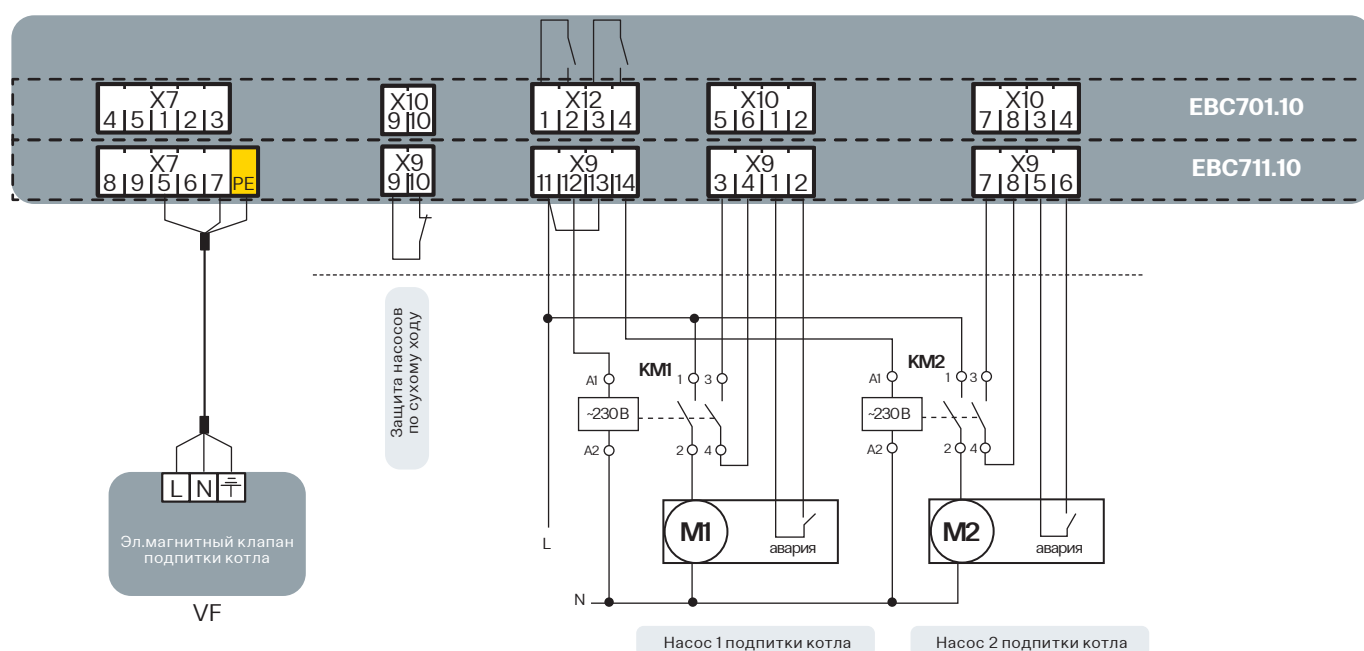 X7
4 5 1 2 3
X10
9 10
X12
1 2 3 4
X10
5 6 1 2
X10
7 8 3 4
EBC701.10
X7
8 9 5 6 7 PE
X9
9 10
X9
11 12 13 14
X9
3 4 1 2
X9
7 8 5 6
EBC711.10
Защита насосов
по сухому ходу
A1
~230 В
A2
KM1
1 3
2 4
A1
~230 В
A2
KM2
1 3
2 4
L N
Эл.магнитный клапан
подпитки котла
VF
L
N
M1
авария
M2
авария
Насос 1 подпитки котла
Насос 2 подпитки котла